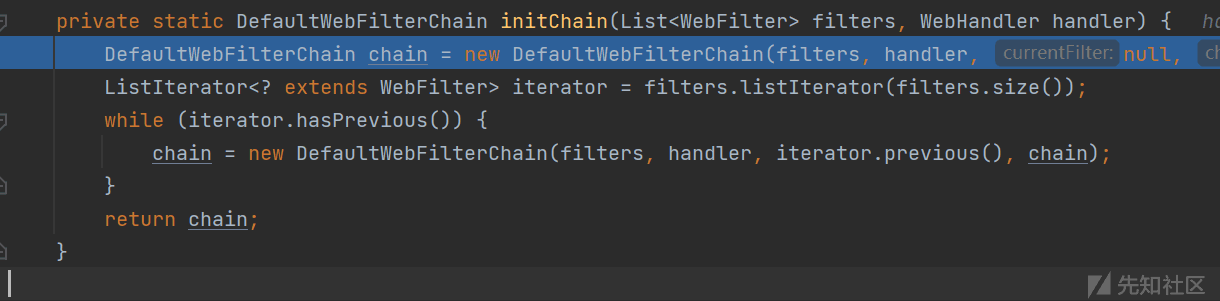 private static DefaultWebFilterChain initChain(List<WebFilter> filters, WebHandler handler) {
DefaultWebFilterChain chain = new DefaultWebFilterChain(filters, handler, currentFilter: null,
ListIterator<? extends WebFilter> iterator = filters.listIterator(filters.size());
while (iterator.hasPrevious()) {
chain = new DefaultWebFilterChain(filters, handler, iterator.previous(), chain);
}
return chain;
}
先知社区